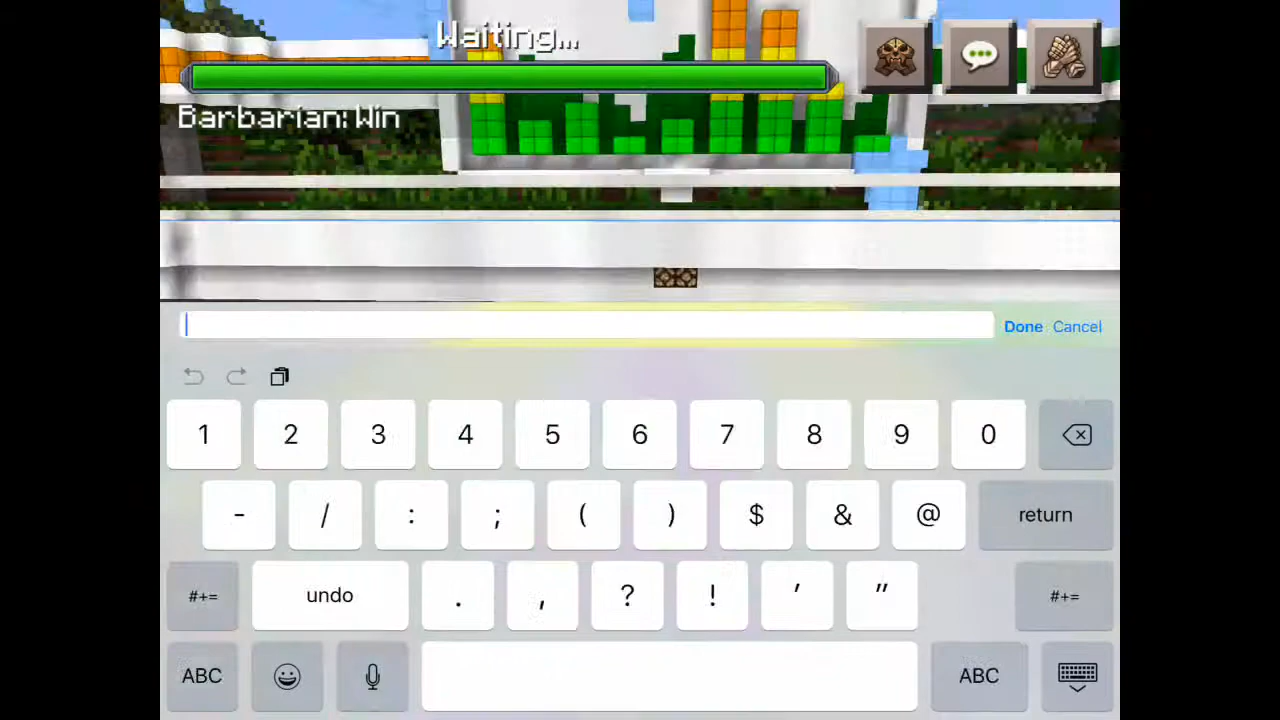 Waiting...
Barbarian: Win
Done Cancel
1 2 3 4 5 6 7 8 9 0
- / : ; ( ) $ & @ return
#+= undo . , ? ! ' " #+=
ABC ABC